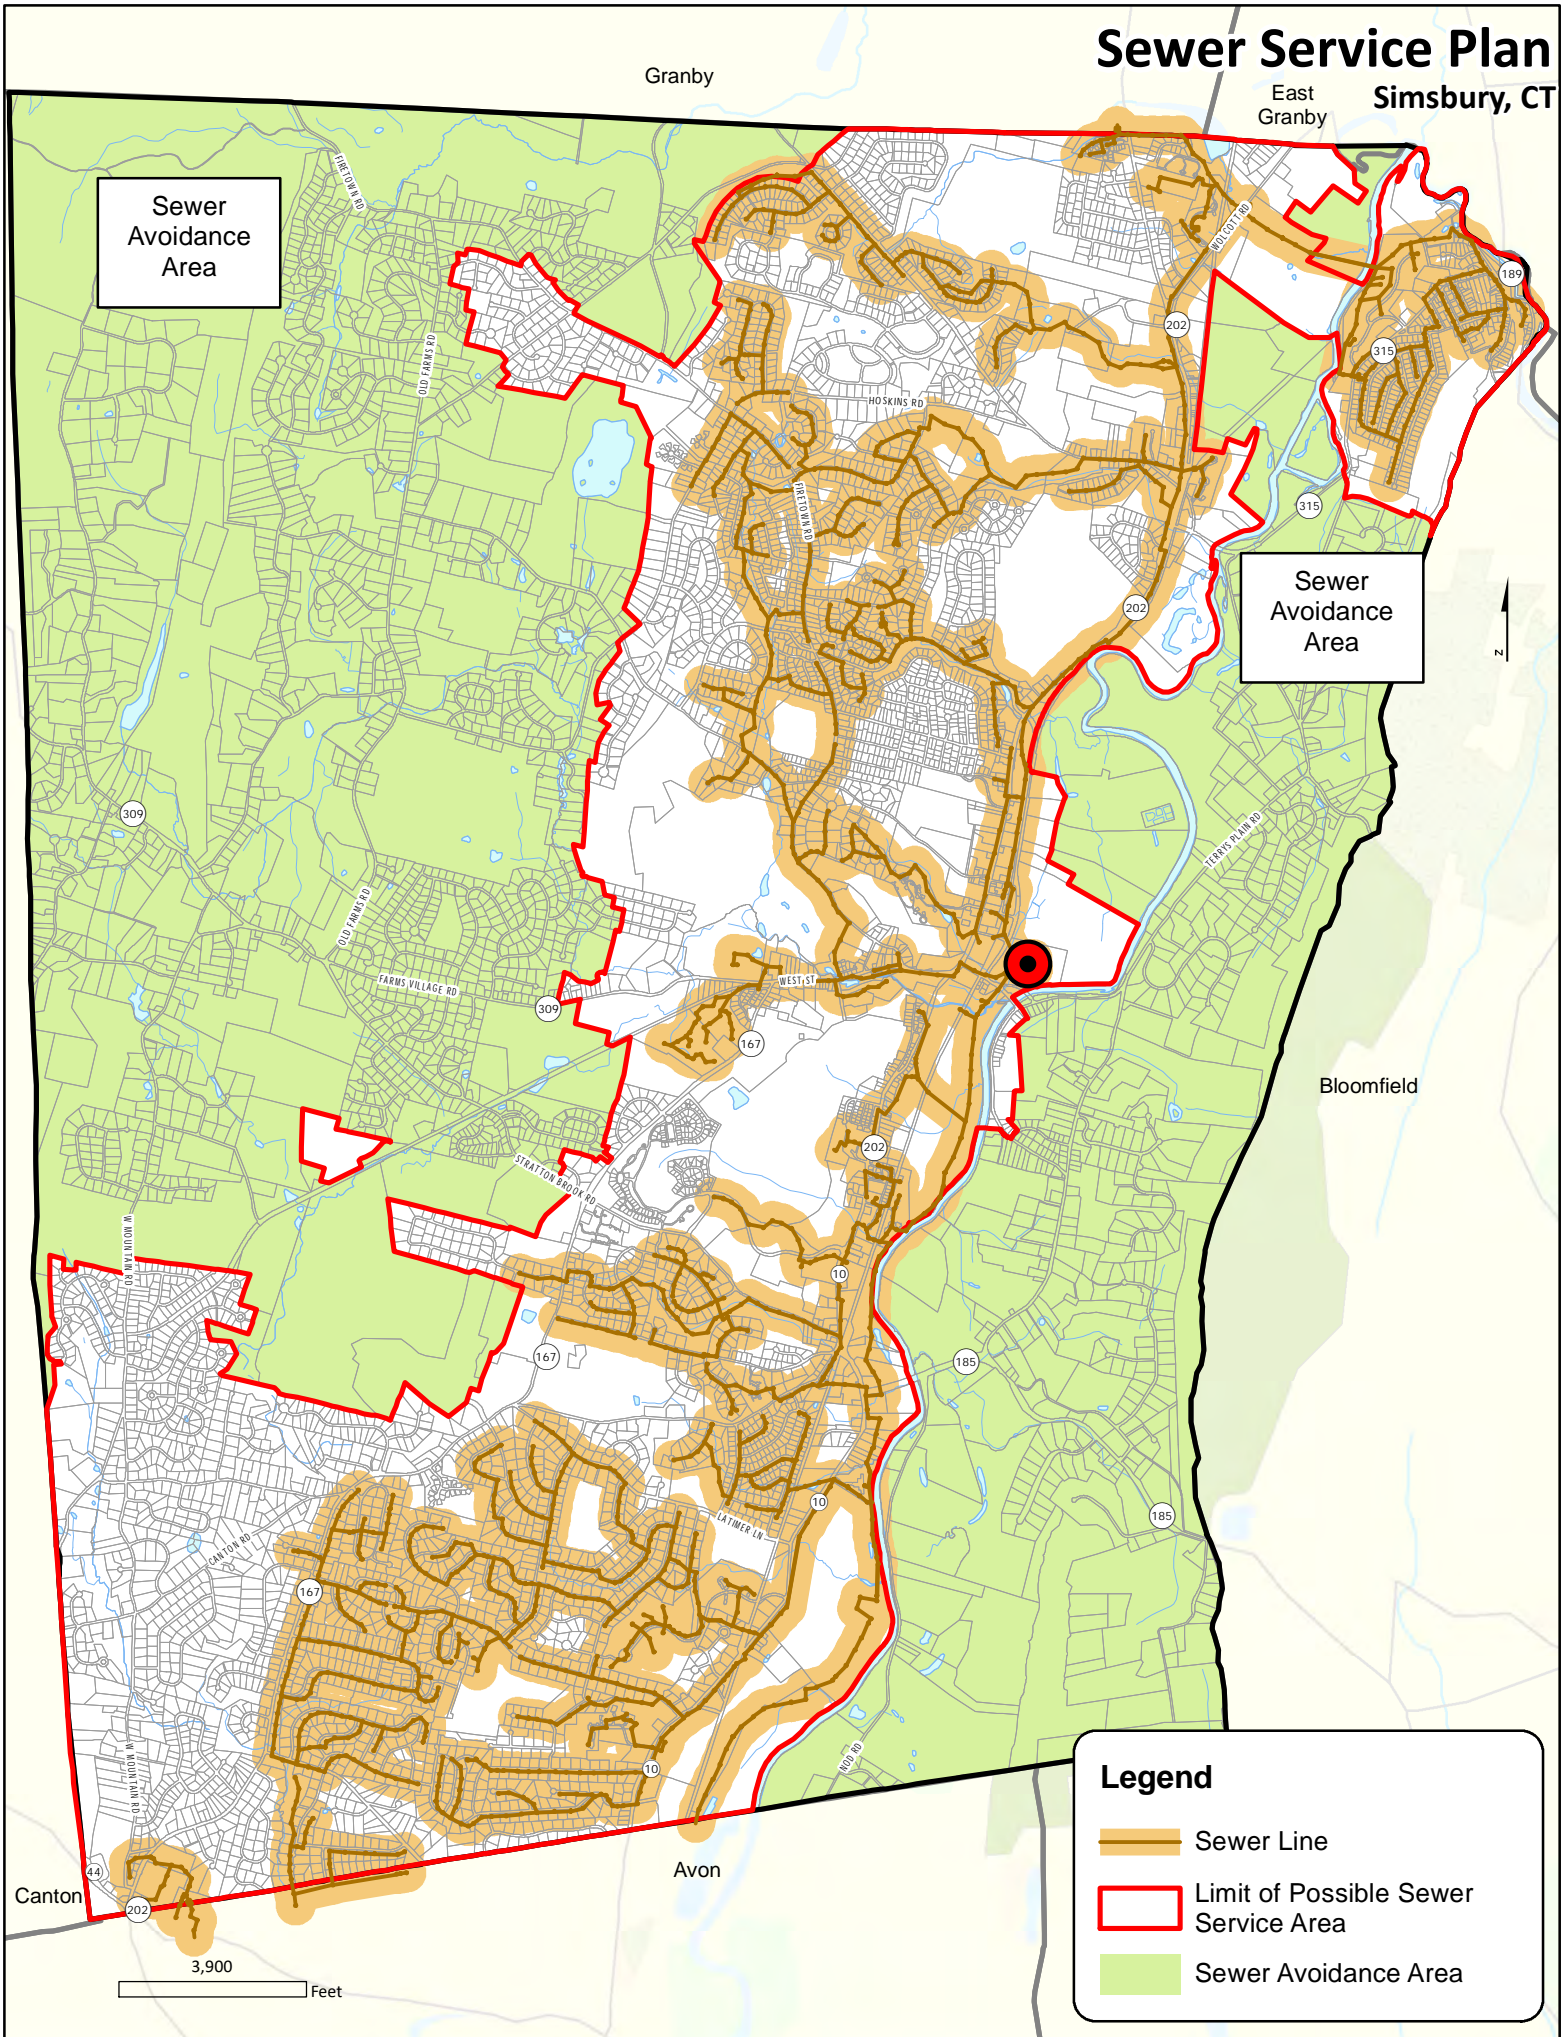 Sewer Service Plan
Simsbury, CT
Granby
East
Granby
Sewer
Avoidance
Area
FIRETOWN RD
WOLCOTT RD
189
202
315
OLD FARMS RD
HOSKINS RD
FIRETOWN RD
315
Sewer
Avoidance
Area
202
N
309
TERRYS PLAIN RD
OLD FARMS RD
FARMS VILLAGE RD
WEST ST
309
167
Bloomfield
202
STRATTON BROOK RD
W MOUNTAIN RD
10
167
185
10
LATIMER LN
185
CANTON RD
167
NOD RD
10
W MOUNTAIN RD
Legend
Sewer Line
Limit of Possible Sewer
Service Area
Sewer Avoidance Area
Avon
44
Canton
202
3,900
Feet